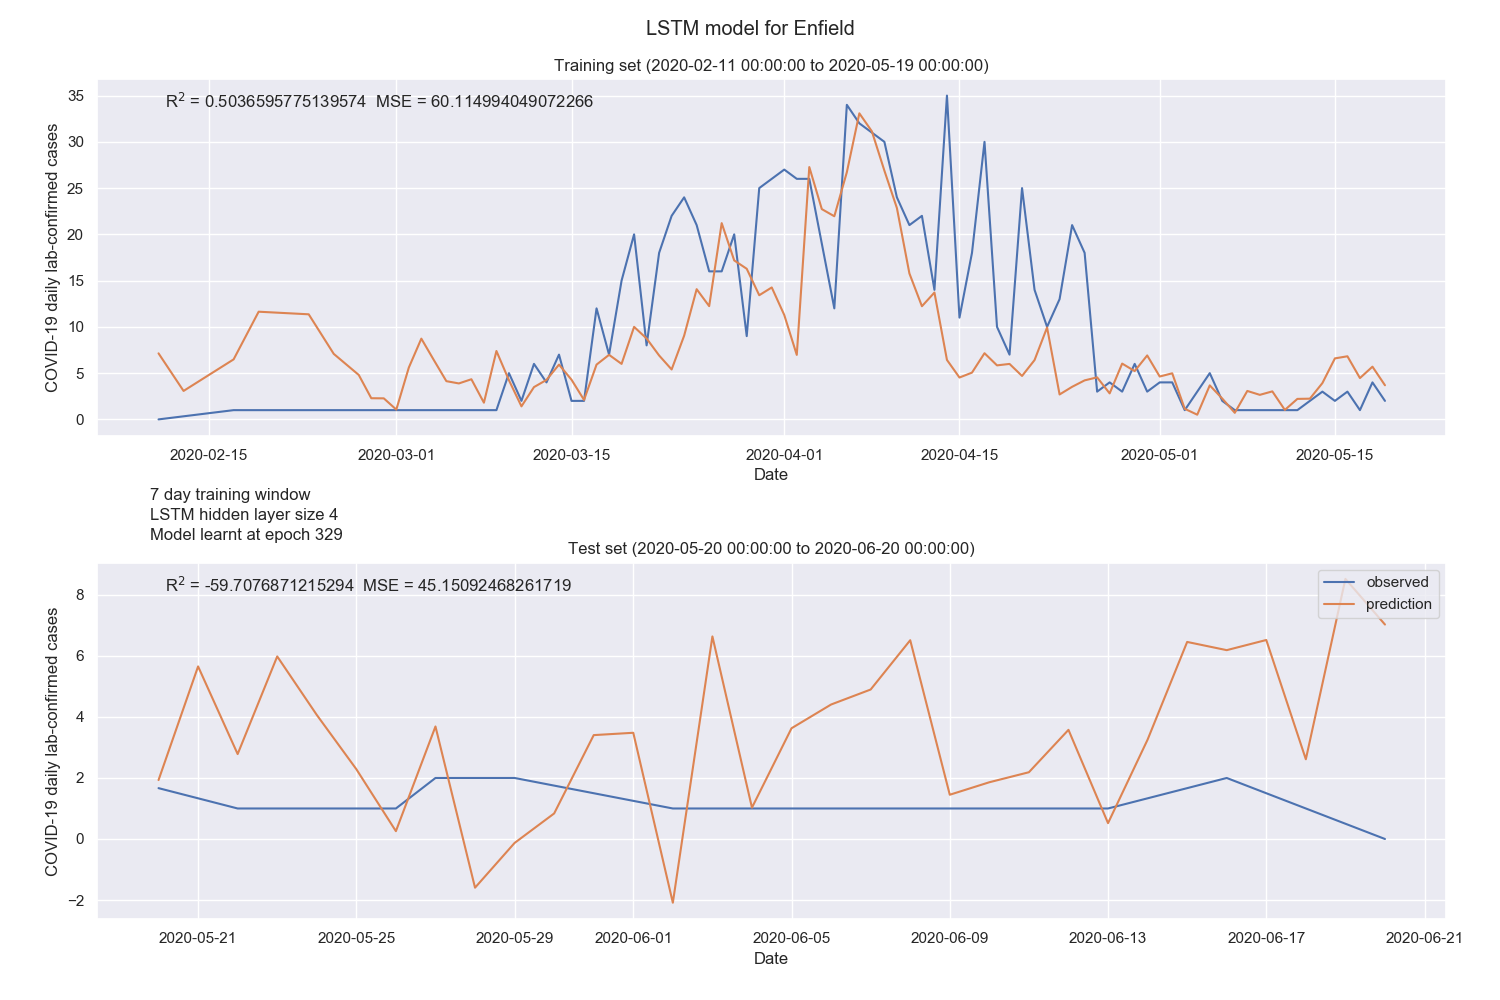 LSTM model for Enfield
Training set (2020-02-11 00:00:00 to 2020-05-19 00:00:00)
R² = 0.5036595775139574  MSE = 60.114994049072266
COVID-19 daily lab-confirmed cases
35
30
25
20
15
10
5
0
2020-02-15 2020-03-01 2020-03-15 2020-04-01 2020-04-15 2020-05-01 2020-05-15
Date
7 day training window
LSTM hidden layer size 4
Model learnt at epoch 329
Test set (2020-05-20 00:00:00 to 2020-06-20 00:00:00)
R² = -59.7076871215294  MSE = 45.15092468261719
observed
prediction
COVID-19 daily lab-confirmed cases
8
6
4
2
0
−2
2020-05-21 2020-05-25 2020-05-29 2020-06-01 2020-06-05 2020-06-09 2020-06-13 2020-06-17 2020-06-21
Date